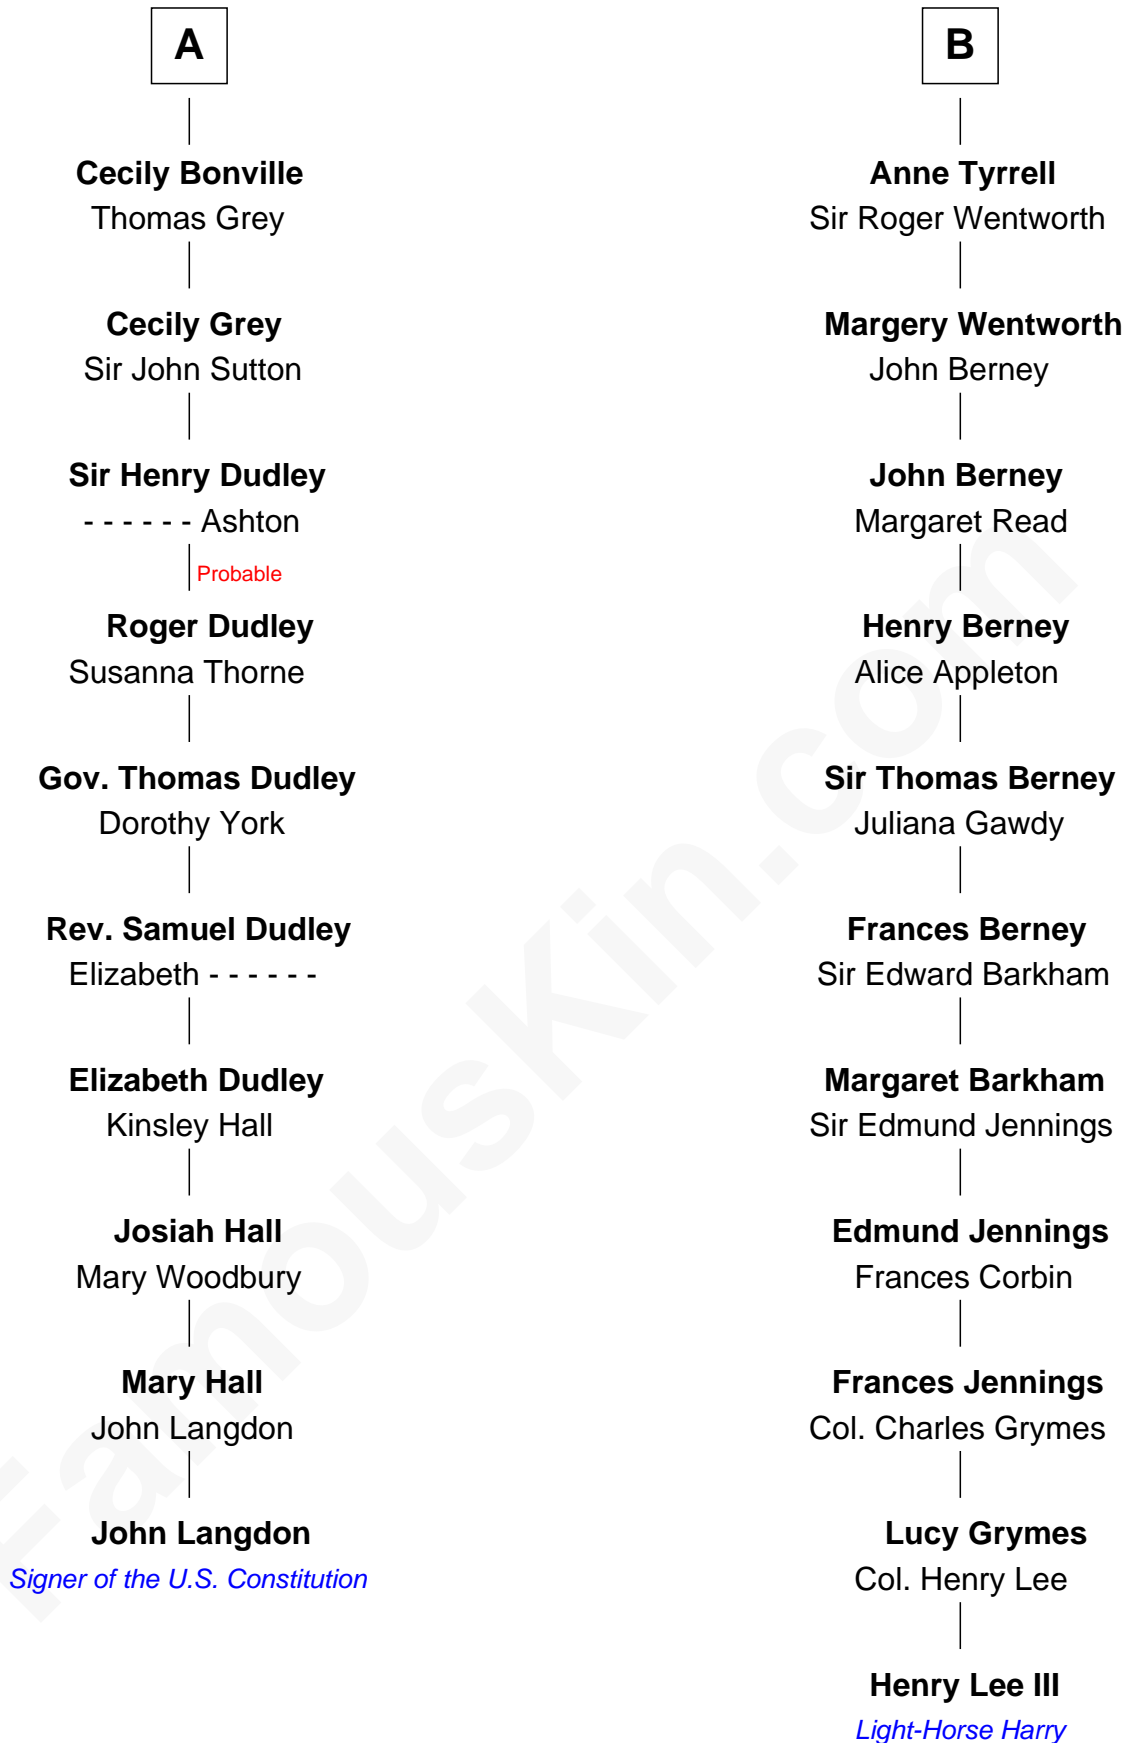 A
Cecily Bonville
Thomas Grey
Cecily Grey
Sir John Sutton
Sir Henry Dudley
- - - - - - Ashton
Probable
Roger Dudley
Susanna Thorne
Gov. Thomas Dudley
Dorothy York
Rev. Samuel Dudley
Elizabeth - - - - - -
Elizabeth Dudley
Kinsley Hall
Josiah Hall
Mary Woodbury
Mary Hall
John Langdon
John Langdon
Signer of the U.S. Constitution
B
Anne Tyrrell
Sir Roger Wentworth
Margery Wentworth
John Berney
John Berney
Margaret Read
Henry Berney
Alice Appleton
Sir Thomas Berney
Juliana Gawdy
Frances Berney
Sir Edward Barkham
Margaret Barkham
Sir Edmund Jennings
Edmund Jennings
Frances Corbin
Frances Jennings
Col. Charles Grymes
Lucy Grymes
Col. Henry Lee
Henry Lee III
Light-Horse Harry
FamousKin.com